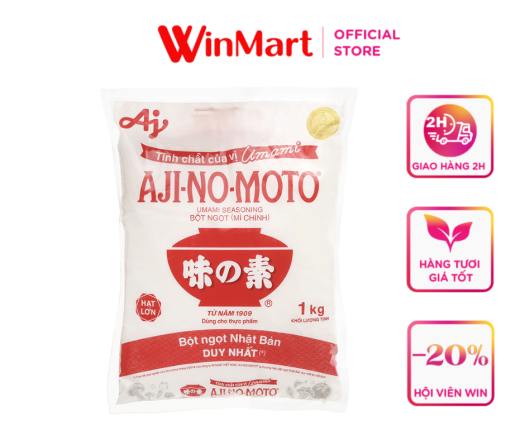 WinMart
OFFICIAL
STORE
Aj
Tinh chất của vị Umami
AJI-NO-MOTO®
UMAMI SEASONING
BỘT NGỌT (MÌ CHÍNH)
味の素
®
HẠT
LỚN
TỪ NĂM 1909
Dùng cho thực phẩm
1 kg
KHỐI LƯỢNG TỊNH
Bột ngọt Nhật Bản
DUY NHẤT (*)
AJI-NO-MOTO®
2H
GIAO HÀNG 2H
HÀNG TƯƠI
GIÁ TỐT
-20%
HỘI VIÊN WIN